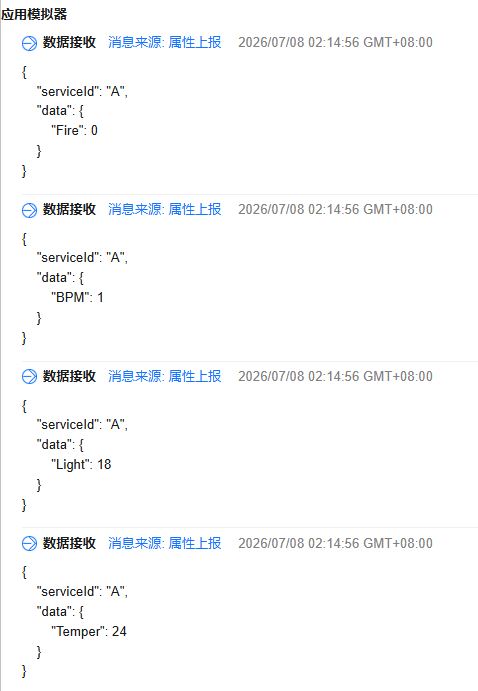 应用模拟器
数据接收 消息来源: 属性上报 2026/07/08 02:14:56 GMT+08:00
{
"serviceId": "A",
"data": {
"Fire": 0
}
}
数据接收 消息来源: 属性上报 2026/07/08 02:14:56 GMT+08:00
{
"serviceId": "A",
"data": {
"BPM": 1
}
}
数据接收 消息来源: 属性上报 2026/07/08 02:14:56 GMT+08:00
{
"serviceId": "A",
"data": {
"Light": 18
}
}
数据接收 消息来源: 属性上报 2026/07/08 02:14:56 GMT+08:00
{
"serviceId": "A",
"data": {
"Temper": 24
}
}